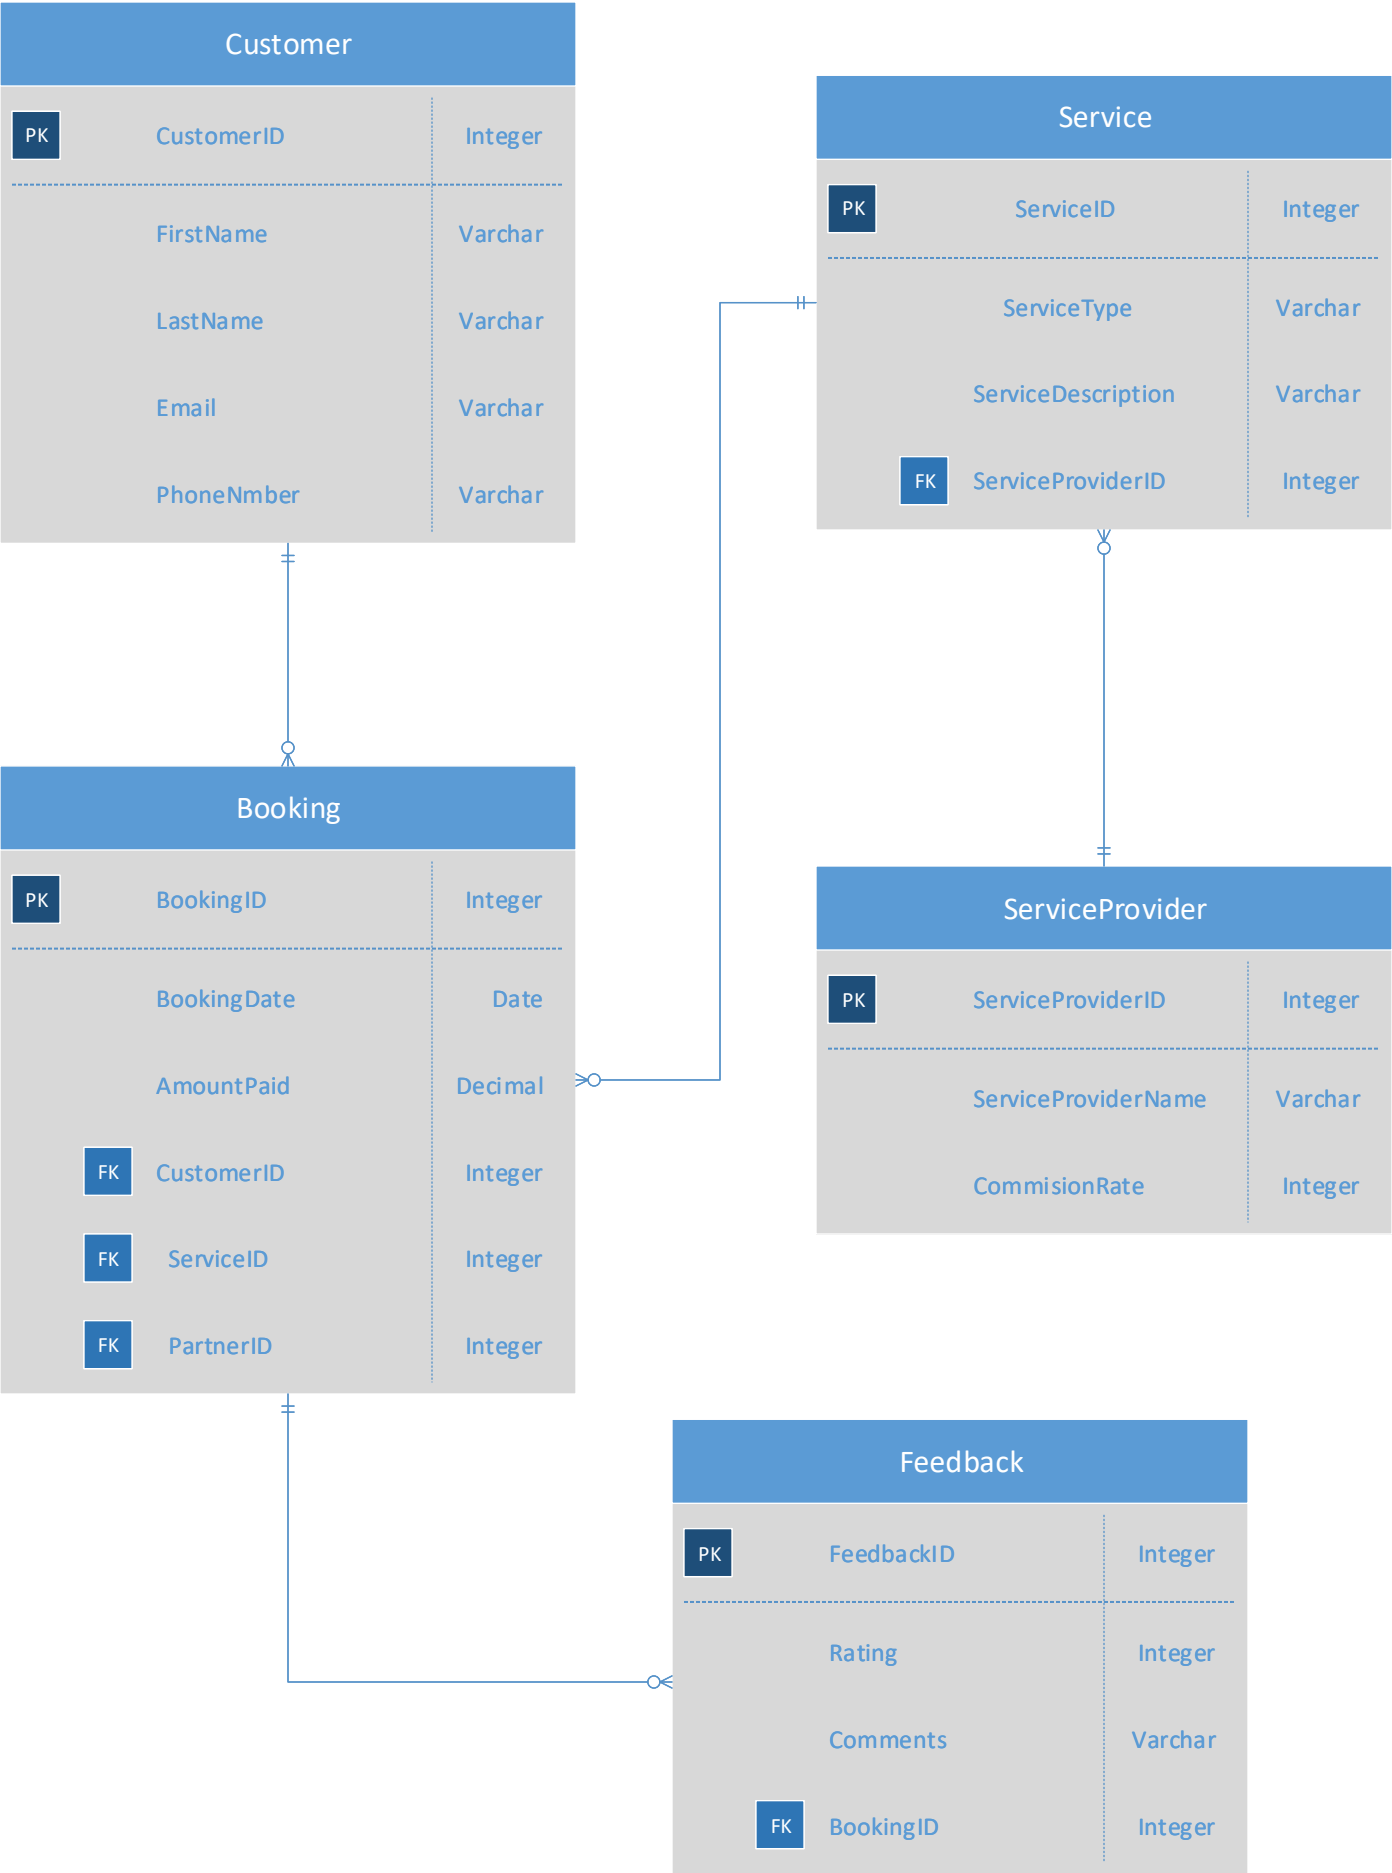 Customer
PK CustomerID Integer
FirstName Varchar
LastName Varchar
Email Varchar
PhoneNmber Varchar
Service
PK ServiceID Integer
ServiceType Varchar
ServiceDescription Varchar
FK ServiceProviderID Integer
Booking
PK BookingID Integer
BookingDate Date
AmountPaid Decimal
FK CustomerID Integer
FK ServiceID Integer
FK PartnerID Integer
ServiceProvider
PK ServiceProviderID Integer
ServiceProviderName Varchar
CommisionRate Integer
Feedback
PK FeedbackID Integer
Rating Integer
Comments Varchar
FK BookingID Integer